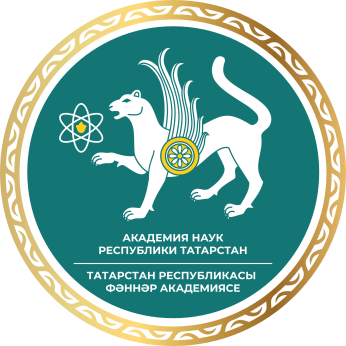 АКАДЕМИЯ НАУК
РЕСПУБЛИКИ ТАТАРСТАН
ТАТАРСТАН РЕСПУБЛИКАСЫ
ФӘННӘР АКАДЕМИЯСЕ